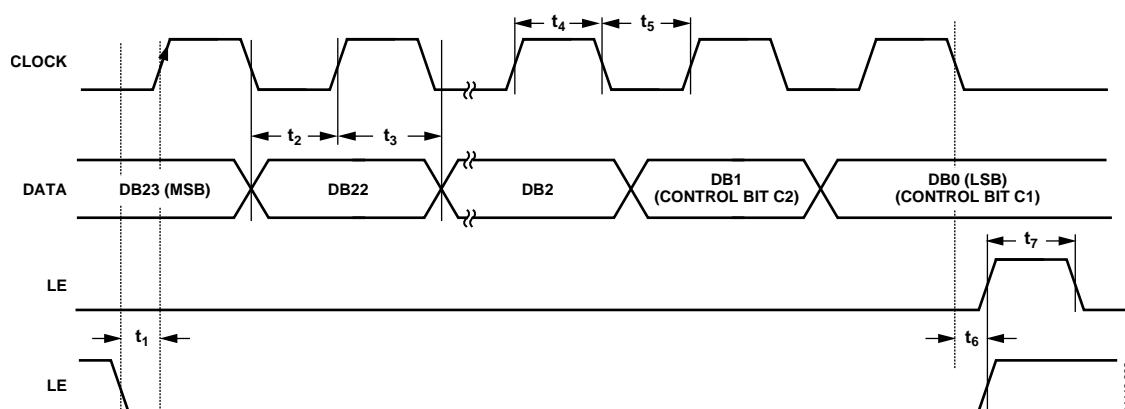 t4
t5
CLOCK
t2
t3
DATA
DB23 (MSB)
DB22
DB2
DB1
(CONTROL BIT C2)
DB0 (LSB)
(CONTROL BIT C1)
t7
LE
t1
t6
LE